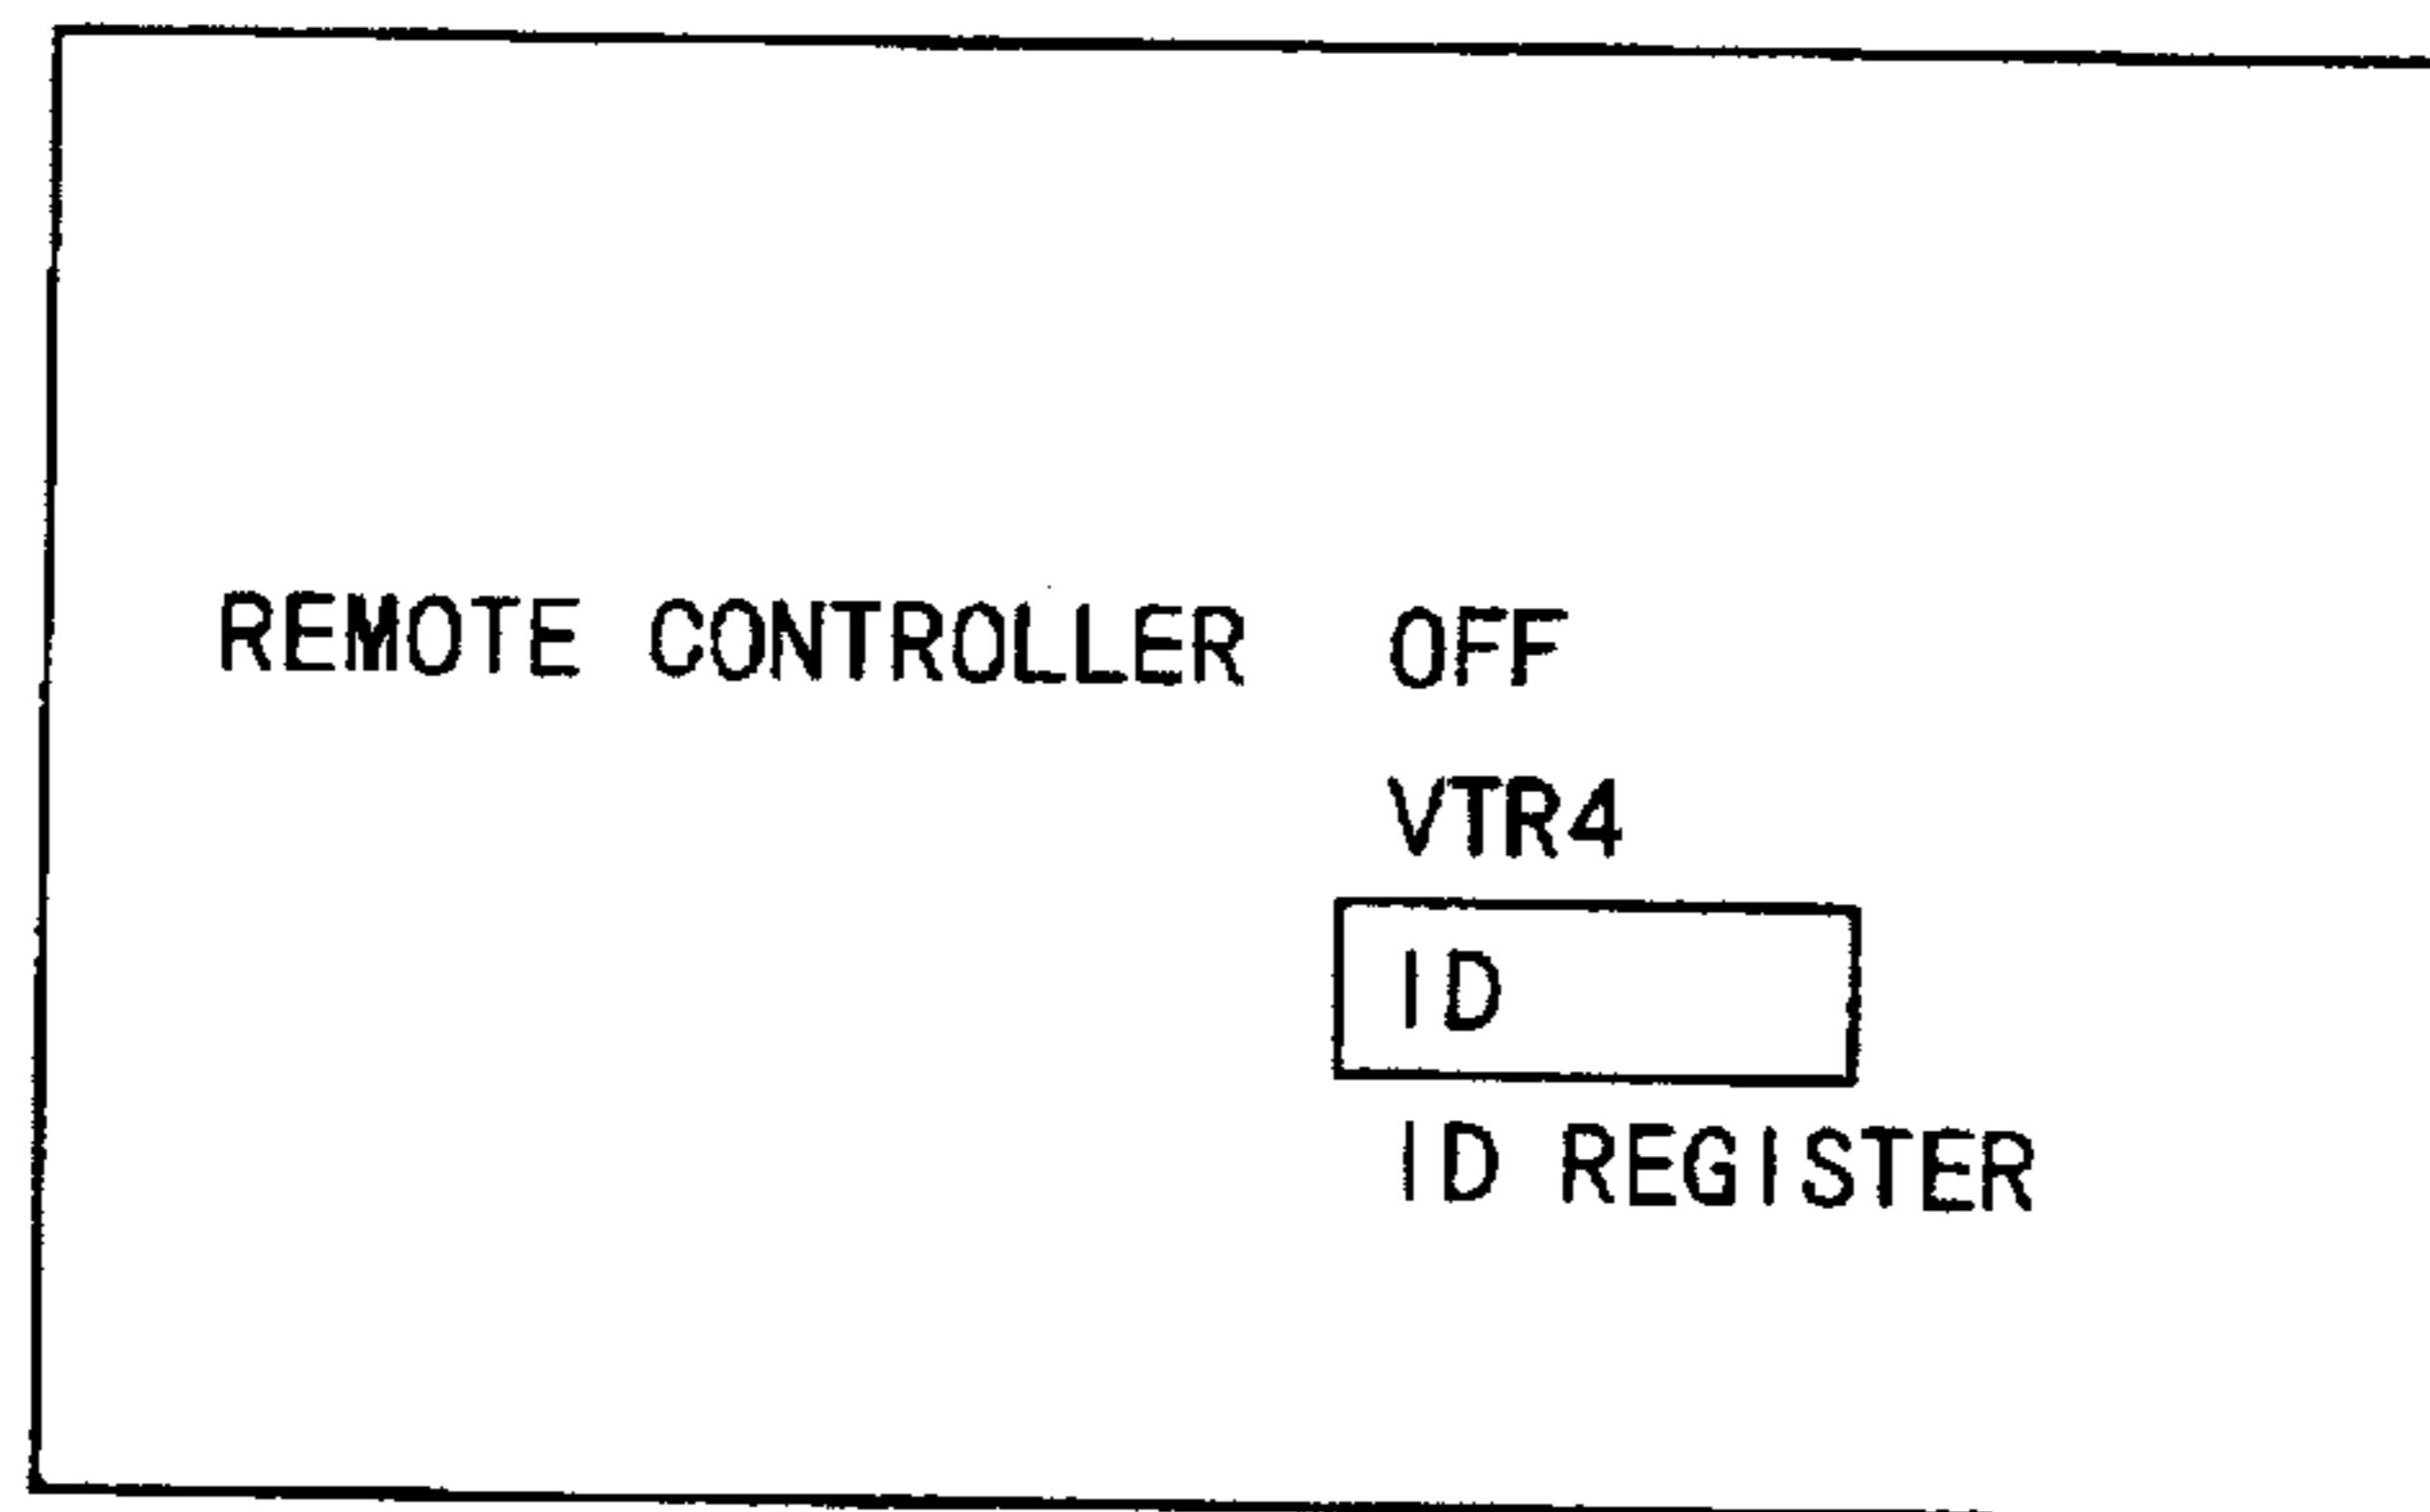 REMOTE CONTROLLER OFF
VTR4
ID
ID REGISTER